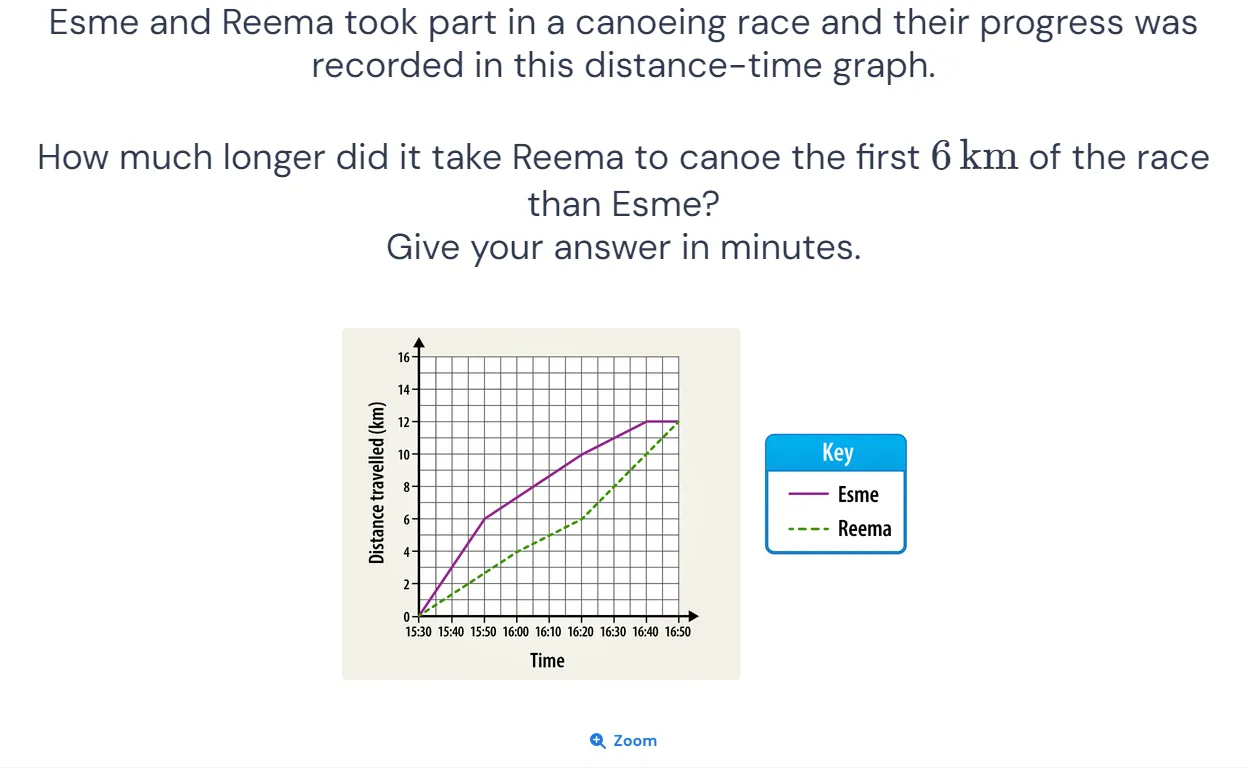 Esme and Reema took part in a canoeing race and their progress was
recorded in this distance-time graph.
How much longer did it take Reema to canoe the first 6 km of the race
than Esme?
Give your answer in minutes.
Distance travelled (km)
16
14
12
10
8
6
4
2
0
15:30 15:40 15:50 16:00 16:10 16:20 16:30 16:40 16:50
Time
Key
Esme
Reema
Zoom